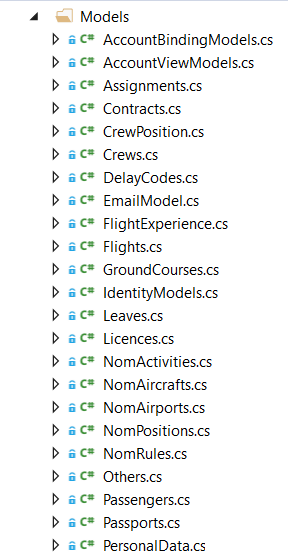 Models
C# AccountBindingModels.cs
C# AccountViewModels.cs
C# Assignments.cs
C# Contracts.cs
C# CrewPosition.cs
C# Crews.cs
C# DelayCodes.cs
C# EmailModel.cs
C# FlightExperience.cs
C# Flights.cs
C# GroundCourses.cs
C# IdentityModels.cs
C# Leaves.cs
C# Licences.cs
C# NomActivities.cs
C# NomAircrafts.cs
C# NomAirports.cs
C# NomPositions.cs
C# NomRules.cs
C# Others.cs
C# Passengers.cs
C# Passports.cs
C# PersonalData.cs